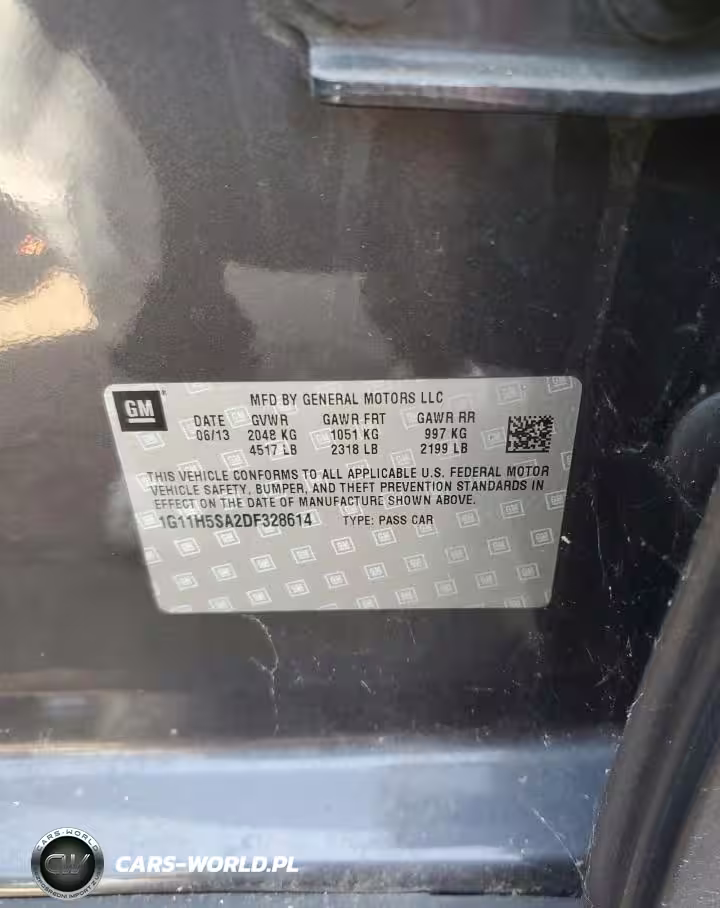 GM
MFD BY GENERAL MOTORS LLC
DATE GVWR GAWR FRT GAWR RR
06/13 2048 KG 1051 KG 997 KG
4517 LB 2318 LB 2199 LB
THIS VEHICLE CONFORMS TO ALL APPLICABLE U.S. FEDERAL MOTOR
VEHICLE SAFETY, BUMPER, AND THEFT PREVENTION STANDARDS IN
EFFECT ON THE DATE OF MANUFACTURE SHOWN ABOVE.
1G11H5SA2DF328614 TYPE: PASS CAR
CARS-WORLD
CW
CARS-WORLD.PL